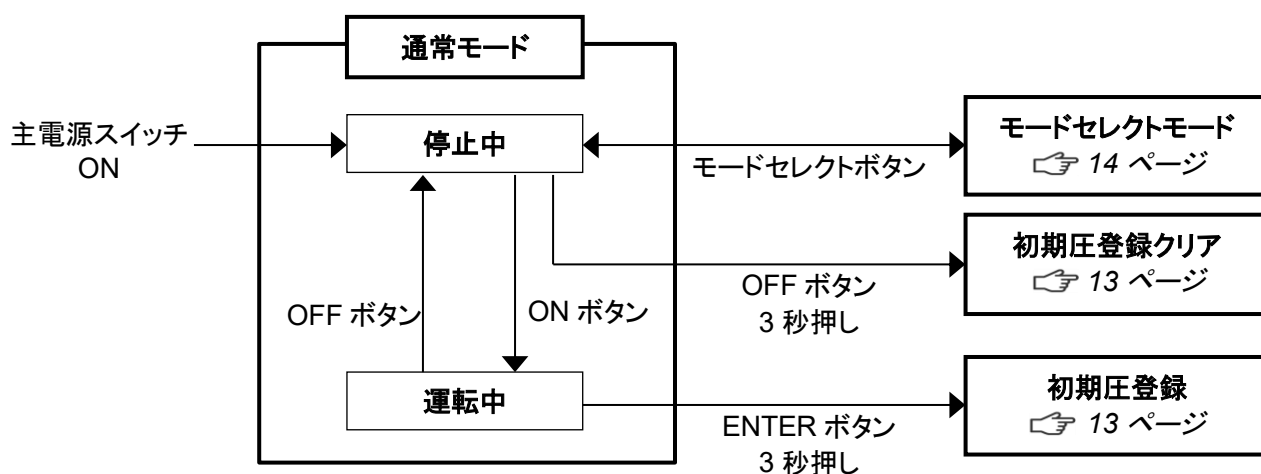 通常モード
主電源スイッチ
ON
停止中
モードセレクトボタン
モードセレクトモード
☞ 14 ページ
初期圧登録クリア
☞ 13 ページ
OFF ボタン
3 秒押し
OFF ボタン
ON ボタン
運転中
ENTER ボタン
3 秒押し
初期圧登録
☞ 13 ページ